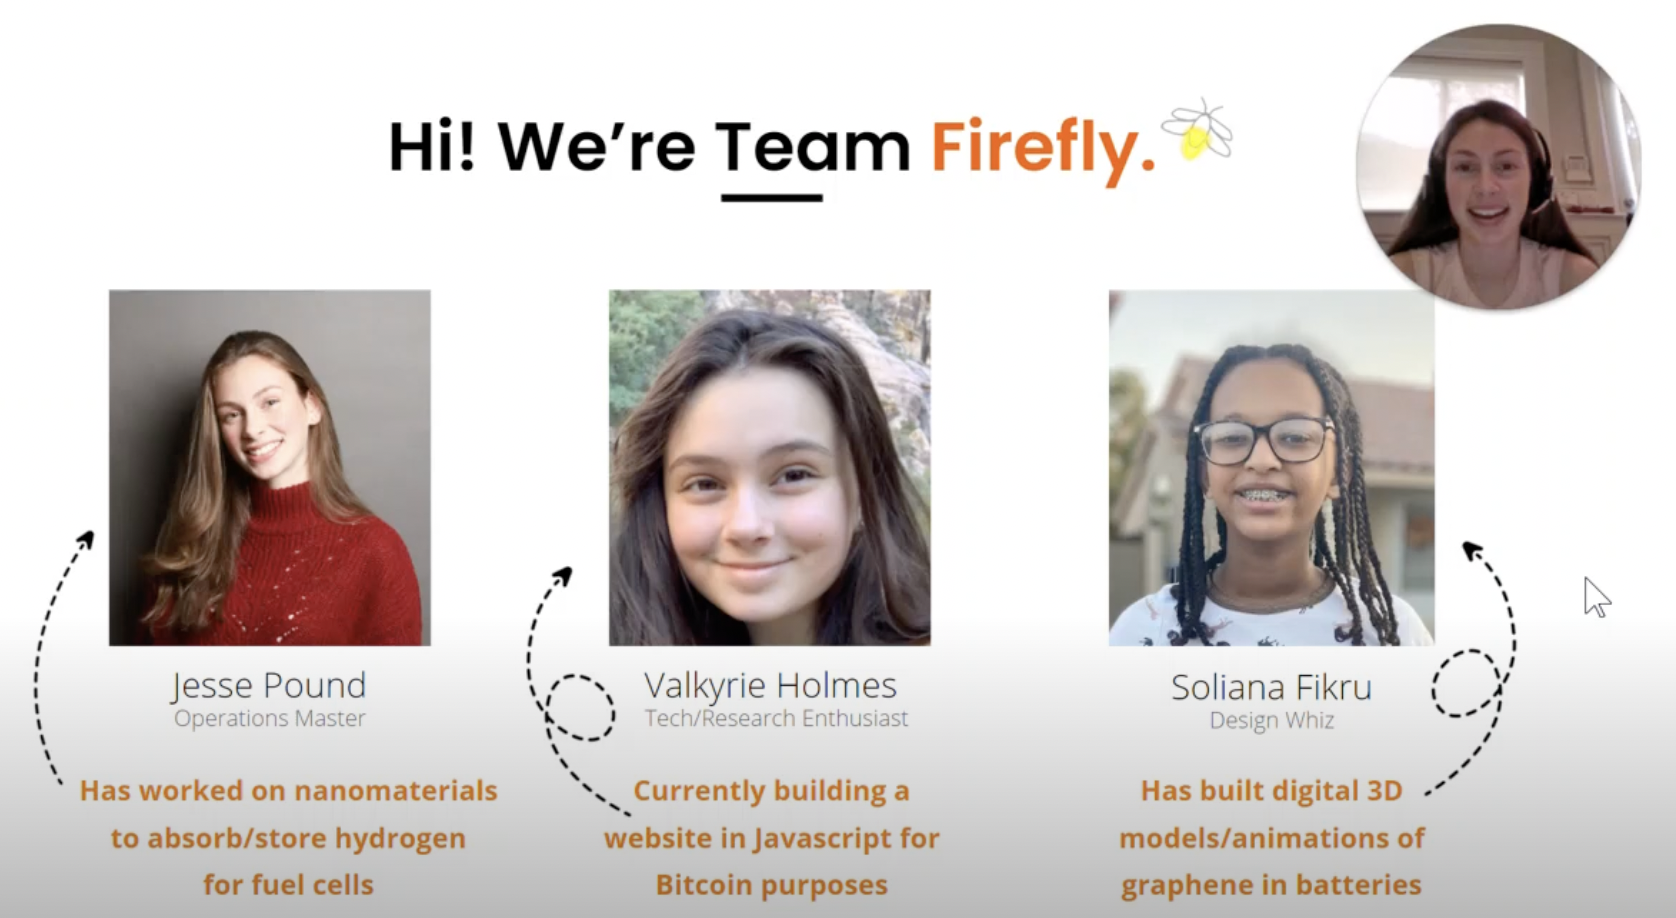 Hi! We're Team Firefly.
Jesse Pound
Operations Master
Has worked on nanomaterials
to absorb/store hydrogen
for fuel cells
Valkyrie Holmes
Tech/Research Enthusiast
Currently building a
website in Javascript for
Bitcoin purposes
Soliana Fikru
Design Whiz
Has built digital 3D
models/animations of
graphene in batteries